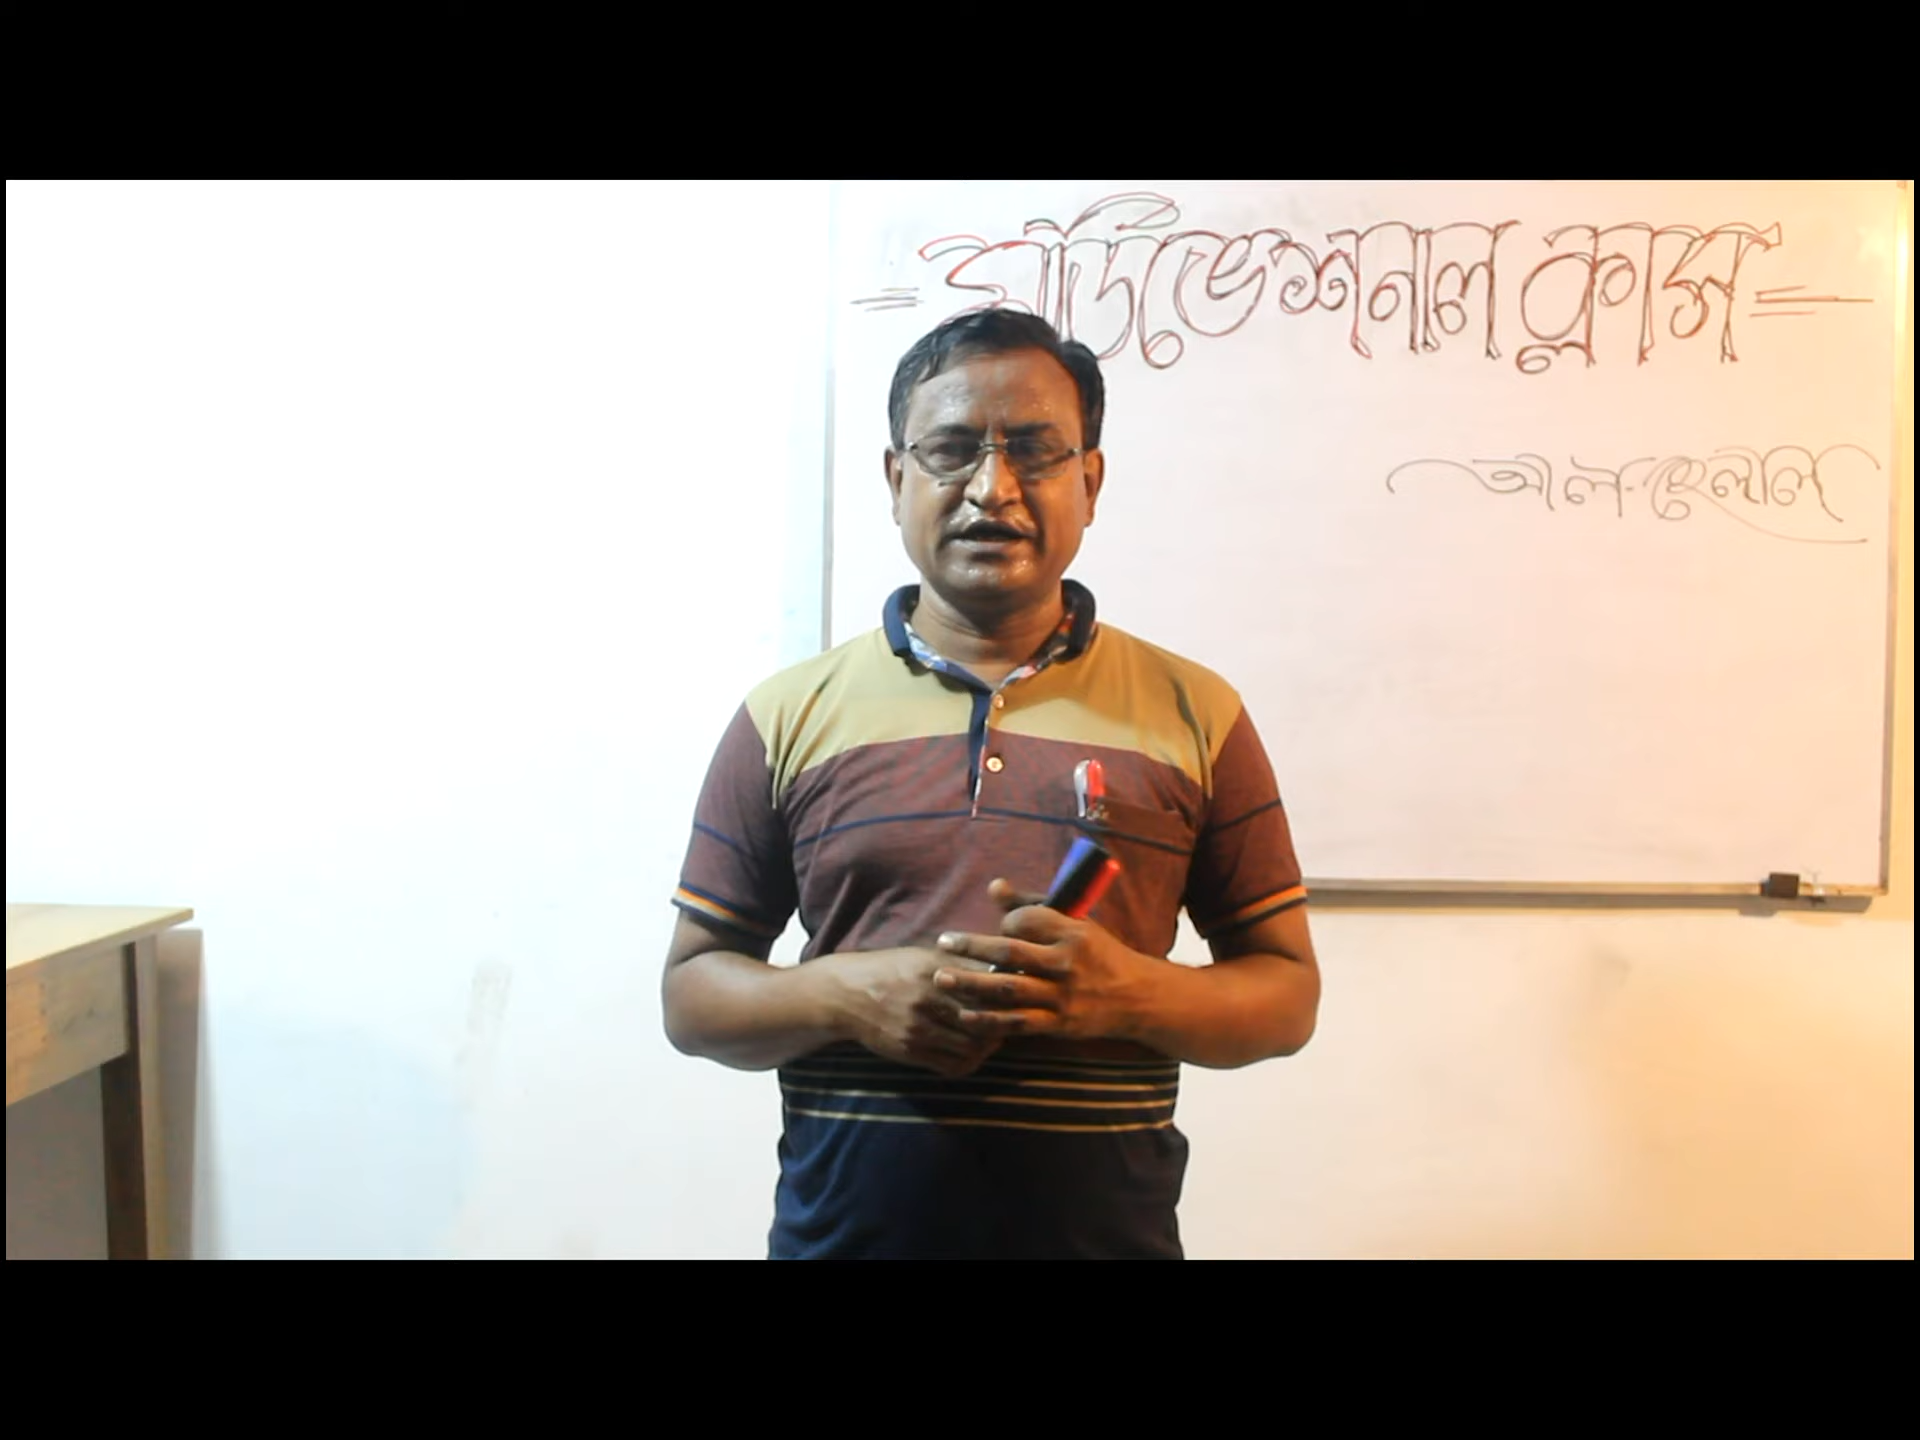 = মোটিভেশনাল ক্লাস =
আল-হেলাল